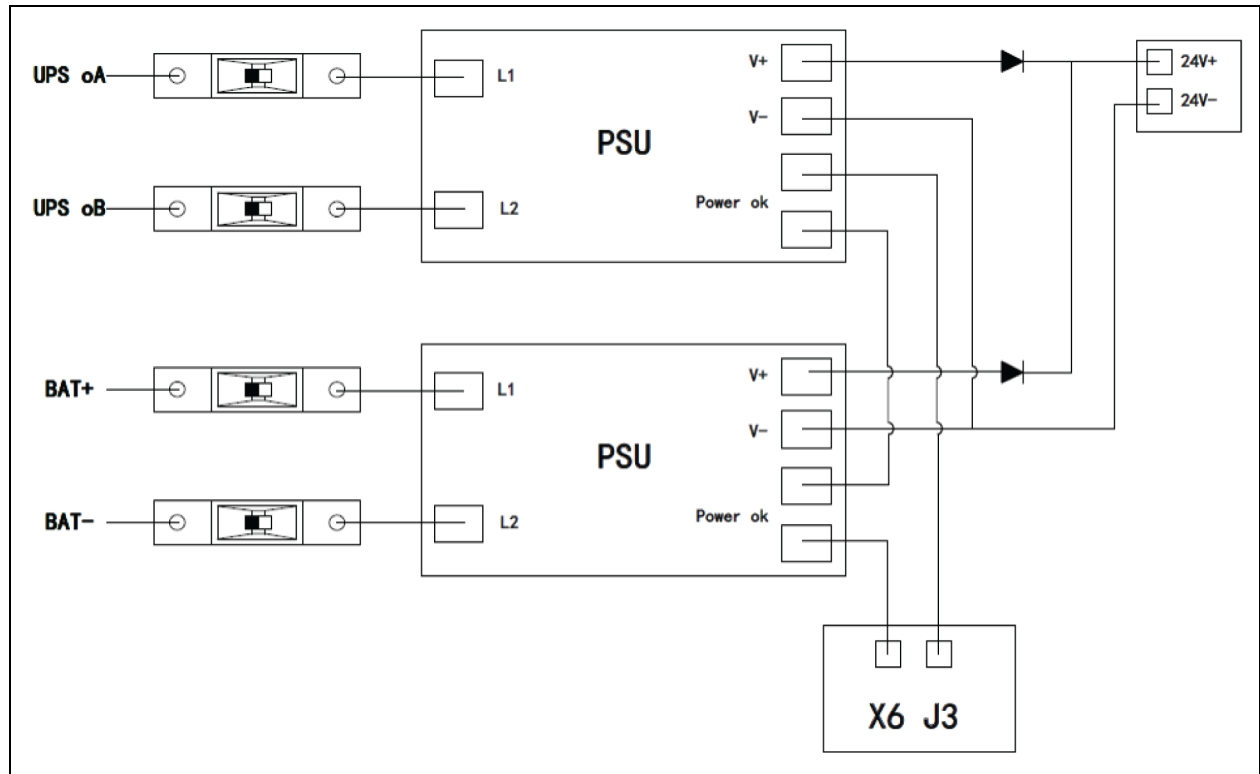 UPS oA
L1
V+
24V+
V-
24V-
PSU
UPS oB
L2
Power ok
BAT+
L1
V+
V-
PSU
BAT-
L2
Power ok
X6 J3